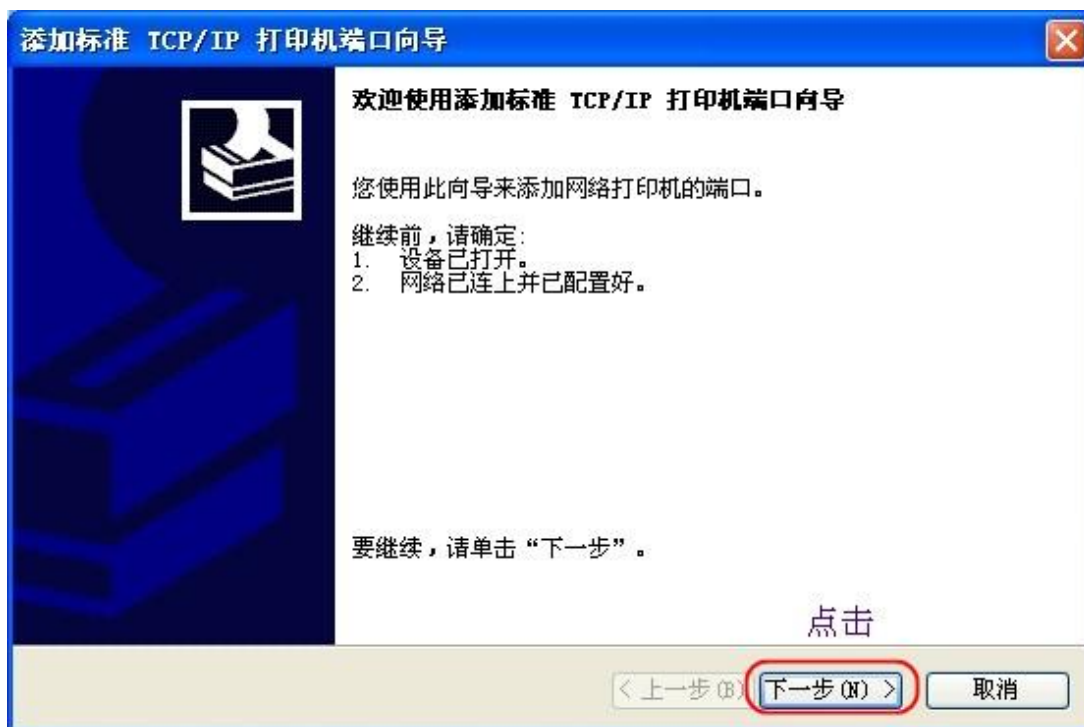 添加标准 TCP/IP 打印机端口向导
欢迎使用添加标准 TCP/IP 打印机端口向导
您使用此向导来添加网络打印机的端口。
继续前，请确定:
1. 设备已打开。
2. 网络已连上并已配置好。
要继续，请单击“下一步”。
点击
< 上一步(B) 下一步(N) > 取消